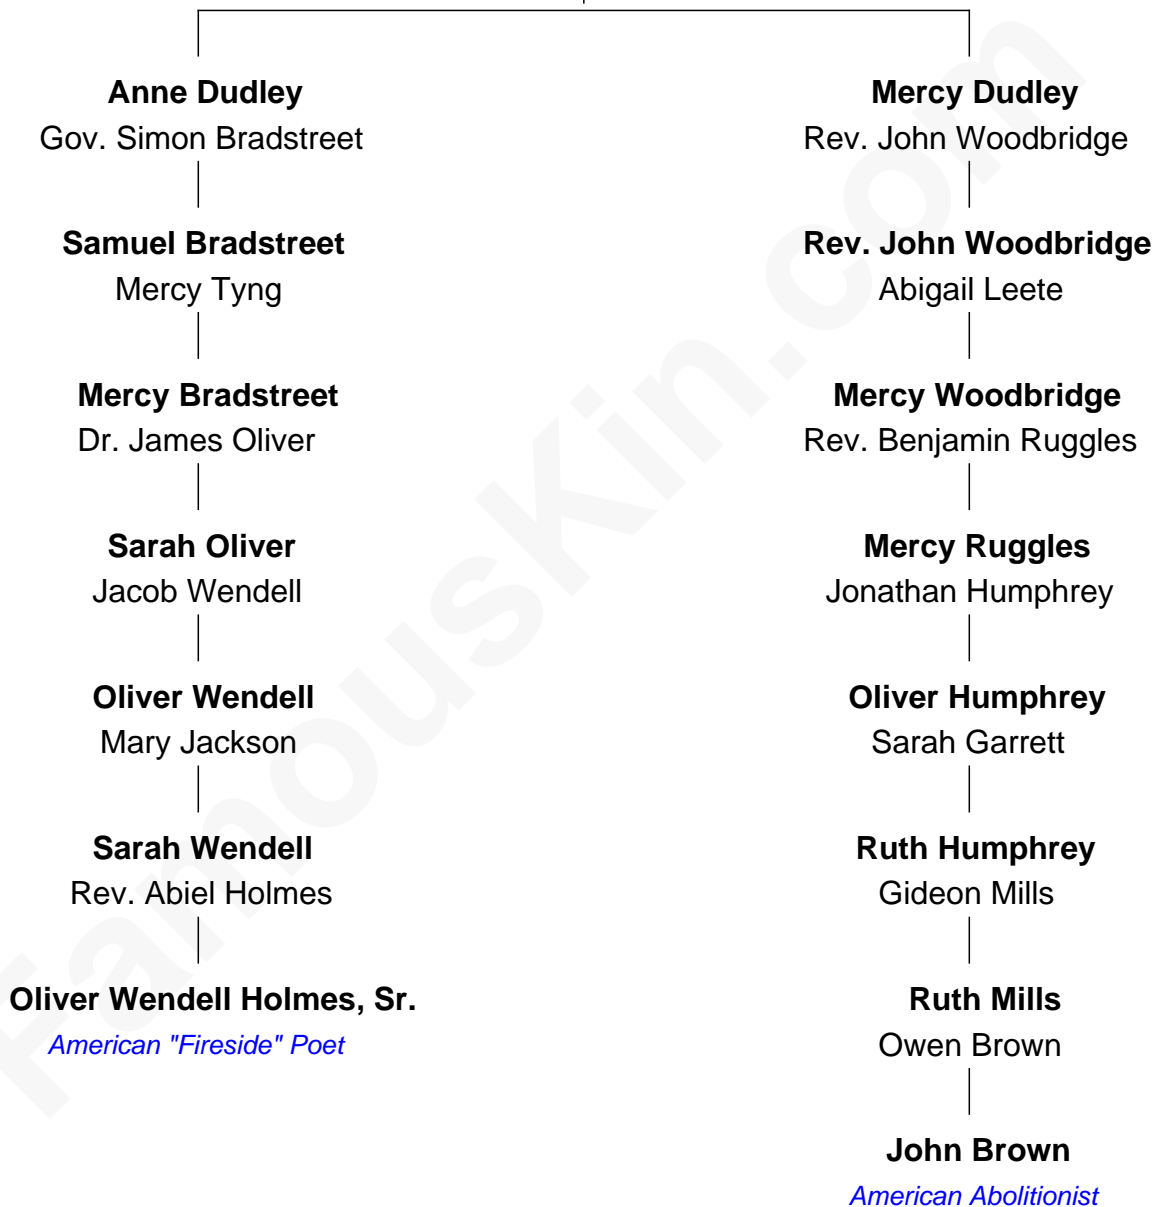 Anne Dudley
Gov. Simon Bradstreet
Samuel Bradstreet
Mercy Tyng
Mercy Bradstreet
Dr. James Oliver
Sarah Oliver
Jacob Wendell
Oliver Wendell
Mary Jackson
Sarah Wendell
Rev. Abiel Holmes
Oliver Wendell Holmes, Sr.
American "Fireside" Poet
Mercy Dudley
Rev. John Woodbridge
Rev. John Woodbridge
Abigail Leete
Mercy Woodbridge
Rev. Benjamin Ruggles
Mercy Ruggles
Jonathan Humphrey
Oliver Humphrey
Sarah Garrett
Ruth Humphrey
Gideon Mills
Ruth Mills
Owen Brown
John Brown
American Abolitionist
FamousKin.com